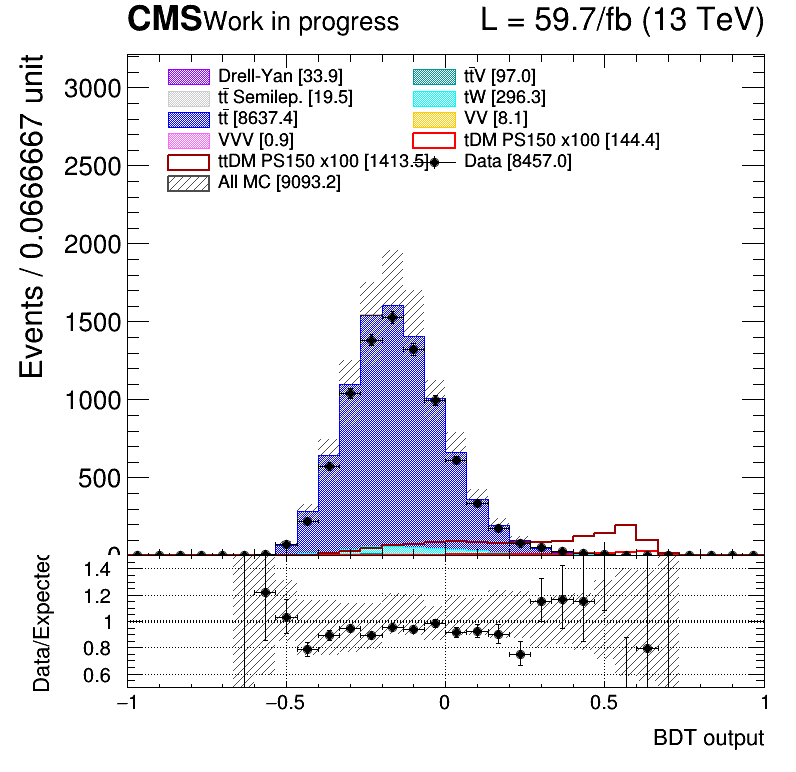 CMS Work in progress L = 59.7/fb (13 TeV)
Events / 0.0666667 unit
3000
2500
2000
1500
1000
500
0
Drell-Yan [33.9] tt̄V [97.0]
tt̄ Semilep. [19.5] tW [296.3]
tt̄ [8637.4] VV [8.1]
VVV [0.9] tDM PS150 x100 [144.4]
ttDM PS150 x100 [1413.5] Data [8457.0]
All MC [9093.2]
Data/Expected
1.4
1.2
1
0.8
0.6
−1 −0.5 0 0.5 1
BDT output